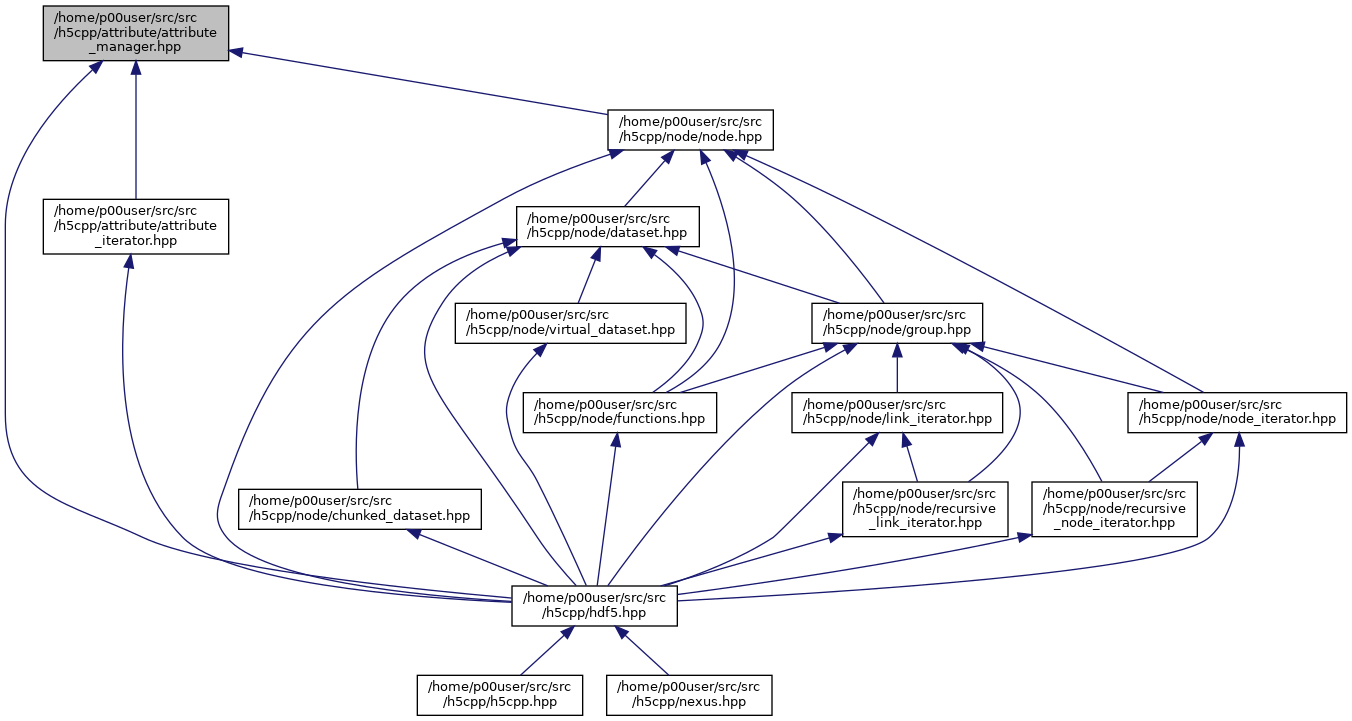 /home/p00user/src/src
/h5cpp/attribute/attribute
_manager.hpp
/home/p00user/src/src
/h5cpp/node/node.hpp
/home/p00user/src/src
/h5cpp/attribute/attribute
_iterator.hpp
/home/p00user/src/src
/h5cpp/node/dataset.hpp
/home/p00user/src/src
/h5cpp/node/virtual_dataset.hpp
/home/p00user/src/src
/h5cpp/node/group.hpp
/home/p00user/src/src
/h5cpp/node/functions.hpp
/home/p00user/src/src
/h5cpp/node/link_iterator.hpp
/home/p00user/src/src
/h5cpp/node/node_iterator.hpp
/home/p00user/src/src
/h5cpp/node/chunked_dataset.hpp
/home/p00user/src/src
/h5cpp/node/recursive
_link_iterator.hpp
/home/p00user/src/src
/h5cpp/node/recursive
_node_iterator.hpp
/home/p00user/src/src
/h5cpp/hdf5.hpp
/home/p00user/src/src
/h5cpp/h5cpp.hpp
/home/p00user/src/src
/h5cpp/nexus.hpp